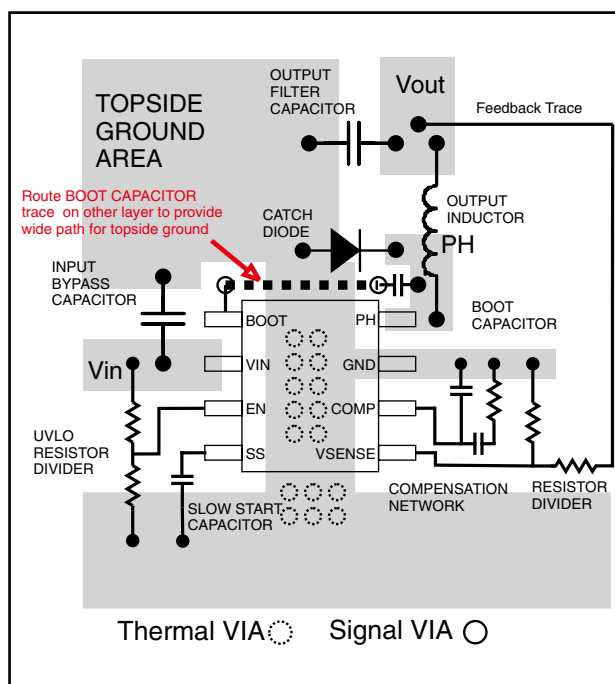 OUTPUT
FILTER
CAPACITOR
Vout
TOPSIDE
GROUND
AREA
Feedback Trace
Route BOOT CAPACITOR
trace on other layer to provide
wide path for topside ground
CATCH
DIODE
OUTPUT
INDUCTOR
PH
INPUT
BYPASS
CAPACITOR
BOOT
CAPACITOR
BOOT
PH
Vin
VIN
GND
EN
COMP
UVLO
RESISTOR
DIVIDER
SS
VSENSE
SLOW START
CAPACITOR
COMPENSATION
NETWORK
RESISTOR
DIVIDER
Thermal VIA
Signal VIA